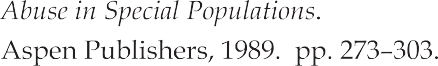 Abuse in Special Populations.
Aspen Publishers, 1989. pp. 273–303.